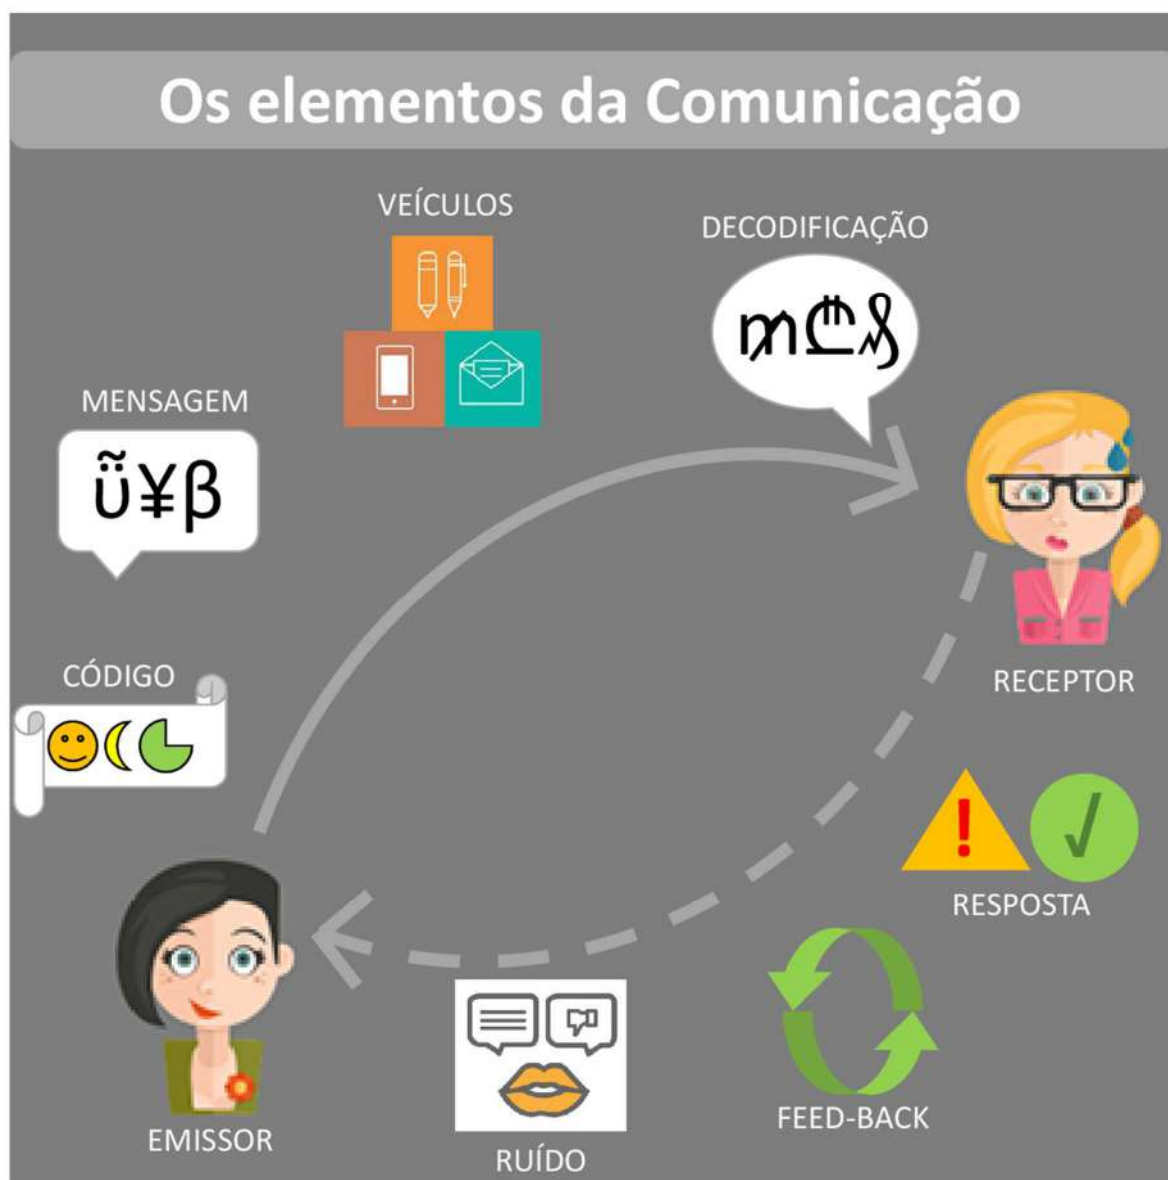 Os elementos da Comunicação
VEÍCULOS
DECODIFICAÇÃO
MENSAGEM
ṻ¥β
CÓDIGO
RECEPTOR
!
√
RESPOSTA
FEED-BACK
EMISSOR
RUÍDO